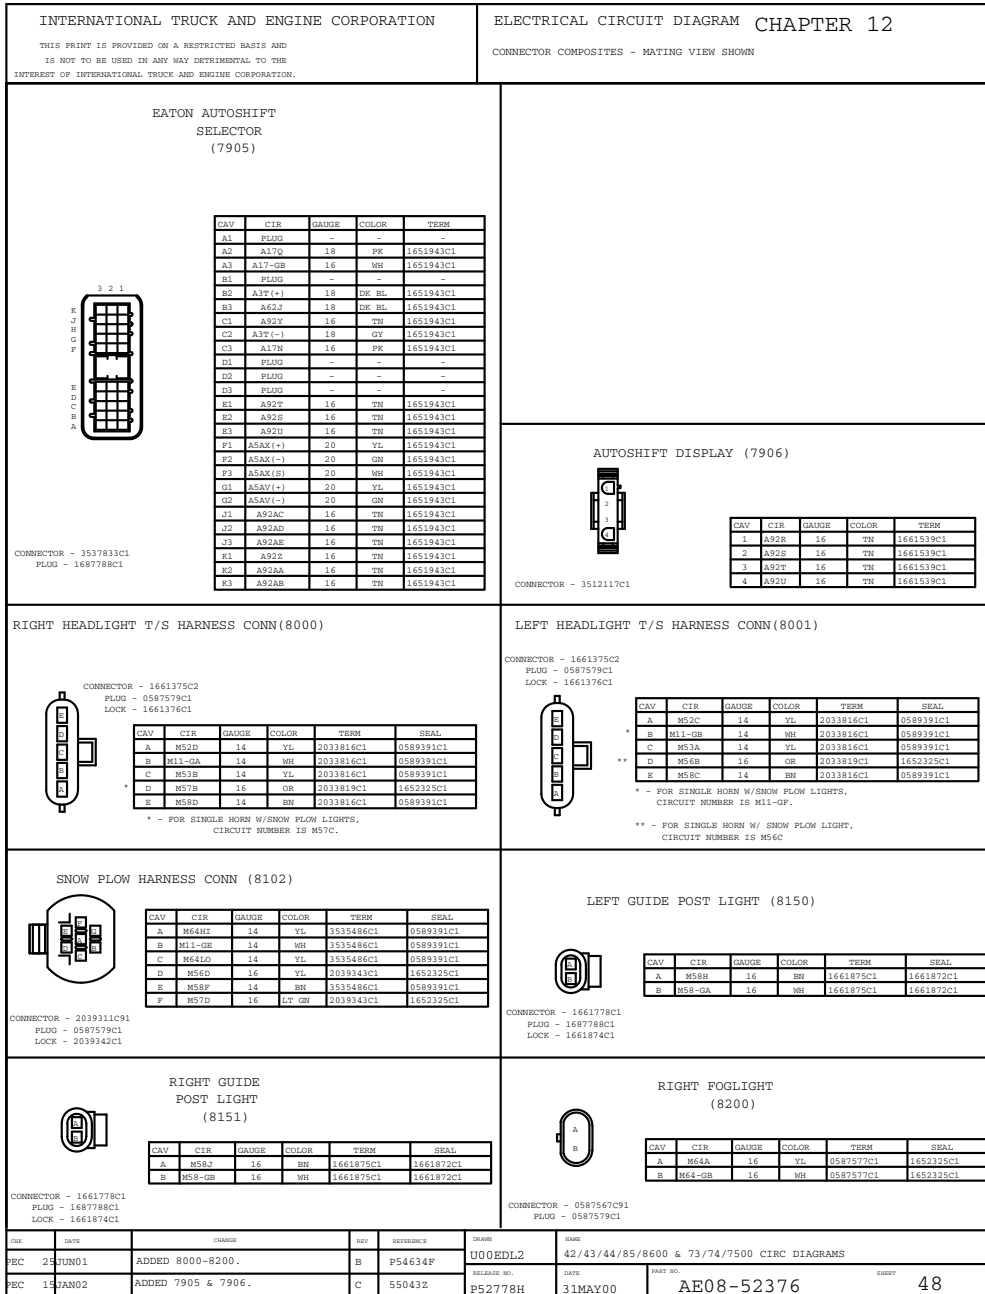 INTERNATIONAL TRUCK AND ENGINE CORPORATION
THIS PRINT IS PROVIDED ON A RESTRICTED BASIS AND
IS NOT TO BE USED IN ANY WAY DETRIMENTAL TO THE
INTEREST OF INTERNATIONAL TRUCK AND ENGINE CORPORATION.
ELECTRICAL CIRCUIT DIAGRAM CHAPTER 12
CONNECTOR COMPOSITES - MATING VIEW SHOWN
EATON AUTOSHIFT
SELECTOR
(7905)
3 2 1
K
J
H
G
F
E
D
C
B
A
CONNECTOR - 3537833C1
PLUG - 1687788C1
CAV CIR GAUGE COLOR TERM
A1 PLUG - - -
A2 A17Q 18 PK 1651943C1
A3 A17-GB 16 WH 1651943C1
B1 PLUG - - -
B2 A3T(+) 18 DK BL 1651943C1
B3 A62J 18 DK BL 1651943C1
C1 A92Y 16 TN 1651943C1
C2 A3T(-) 18 GY 1651943C1
C3 A17N 16 PK 1651943C1
D1 PLUG - - -
D2 PLUG - - -
D3 PLUG - - -
E1 A92T 16 TN 1651943C1
E2 A92S 16 TN 1651943C1
E3 A92U 16 TN 1651943C1
F1 A5AX(+) 20 YL 1651943C1
F2 A5AX(-) 20 GN 1651943C1
F3 A5AX(S) 20 WH 1651943C1
G1 A5AV(+) 20 YL 1651943C1
G2 A5AV(-) 20 GN 1651943C1
J1 A92AC 16 TN 1651943C1
J2 A92AD 16 TN 1651943C1
J3 A92AE 16 TN 1651943C1
K1 A92Z 16 TN 1651943C1
K2 A92AA 16 TN 1651943C1
K3 A92AB 16 TN 1651943C1
AUTOSHIFT DISPLAY (7906)
1
2
3
4
CONNECTOR - 3512117C1
CAV CIR GAUGE COLOR TERM
1 A92R 16 TN 1661539C1
2 A92S 16 TN 1661539C1
3 A92T 16 TN 1661539C1
4 A92U 16 TN 1661539C1
RIGHT HEADLIGHT T/S HARNESS CONN(8000)
CONNECTOR - 1661375C2
PLUG - 0587579C1
LOCK - 1661376C1
E
D
C
B
A
CAV CIR GAUGE COLOR TERM SEAL
A M52D 14 YL 2033816C1 0589391C1
B M11-GA 14 WH 2033816C1 0589391C1
C M53B 14 YL 2033816C1 0589391C1
* D M57B 16 OR 2033819C1 1652325C1
E M58D 14 BN 2033816C1 0589391C1
* - FOR SINGLE HORN W/SNOW PLOW LIGHTS,
CIRCUIT NUMBER IS M57C.
LEFT HEADLIGHT T/S HARNESS CONN(8001)
CONNECTOR - 1661375C2
PLUG - 0587579C1
LOCK - 1661376C1
E
D
C
B
A
CAV CIR GAUGE COLOR TERM SEAL
A M52C 14 YL 2033816C1 0589391C1
* B M11-GB 14 WH 2033816C1 0589391C1
C M53A 14 YL 2033816C1 0589391C1
** D M56B 16 OR 2033819C1 1652325C1
E M58C 14 BN 2033816C1 0589391C1
* - FOR SINGLE HORN W/SNOW PLOW LIGHTS,
CIRCUIT NUMBER IS M11-GF.
** - FOR SINGLE HORN W/ SNOW PLOW LIGHT,
CIRCUIT NUMBER IS M56C
SNOW PLOW HARNESS CONN (8102)
F
E G
A
D B
C
CONNECTOR - 2039311C91
PLUG - 0587579C1
LOCK - 2039342C1
CAV CIR GAUGE COLOR TERM SEAL
A M64HI 14 YL 3535486C1 0589391C1
B M11-GE 14 WH 3535486C1 0589391C1
C M64LO 14 YL 3535486C1 0589391C1
D M56D 16 YL 2039343C1 1652325C1
E M58F 14 BN 3535486C1 0589391C1
F M57D 16 LT GN 2039343C1 1652325C1
LEFT GUIDE POST LIGHT (8150)
A
B
CONNECTOR - 1661778C1
PLUG - 1687788C1
LOCK - 1661874C1
CAV CIR GAUGE COLOR TERM SEAL
A M58H 16 BN 1661875C1 1661872C1
B M58-GA 16 WH 1661875C1 1661872C1
RIGHT GUIDE
POST LIGHT
(8151)
A
B
CONNECTOR - 1661778C1
PLUG - 1687788C1
LOCK - 1661874C1
CAV CIR GAUGE COLOR TERM SEAL
A M58J 16 BN 1661875C1 1661872C1
B M58-GB 16 WH 1661875C1 1661872C1
RIGHT FOGLIGHT
(8200)
A
B
CONNECTOR - 0587567C91
PLUG - 0587579C1
CAV CIR GAUGE COLOR TERM SEAL
A M64A 16 YL 0587577C1 1652325C1
B M64-GB 16 WH 0587577C1 1652325C1
CHK DATE CHANGE REV REFERENCE
PEC 25JUN01 ADDED 8000-8200. B P54634F
PEC 15JAN02 ADDED 7905 & 7906. C 55043Z
DRAWN
U00EDL2
NAME
42/43/44/85/8600 & 73/74/7500 CIRC DIAGRAMS
RELEASE NO.
P52778H
DATE
31MAY00
PART NO.
AE08-52376
SHEET
48